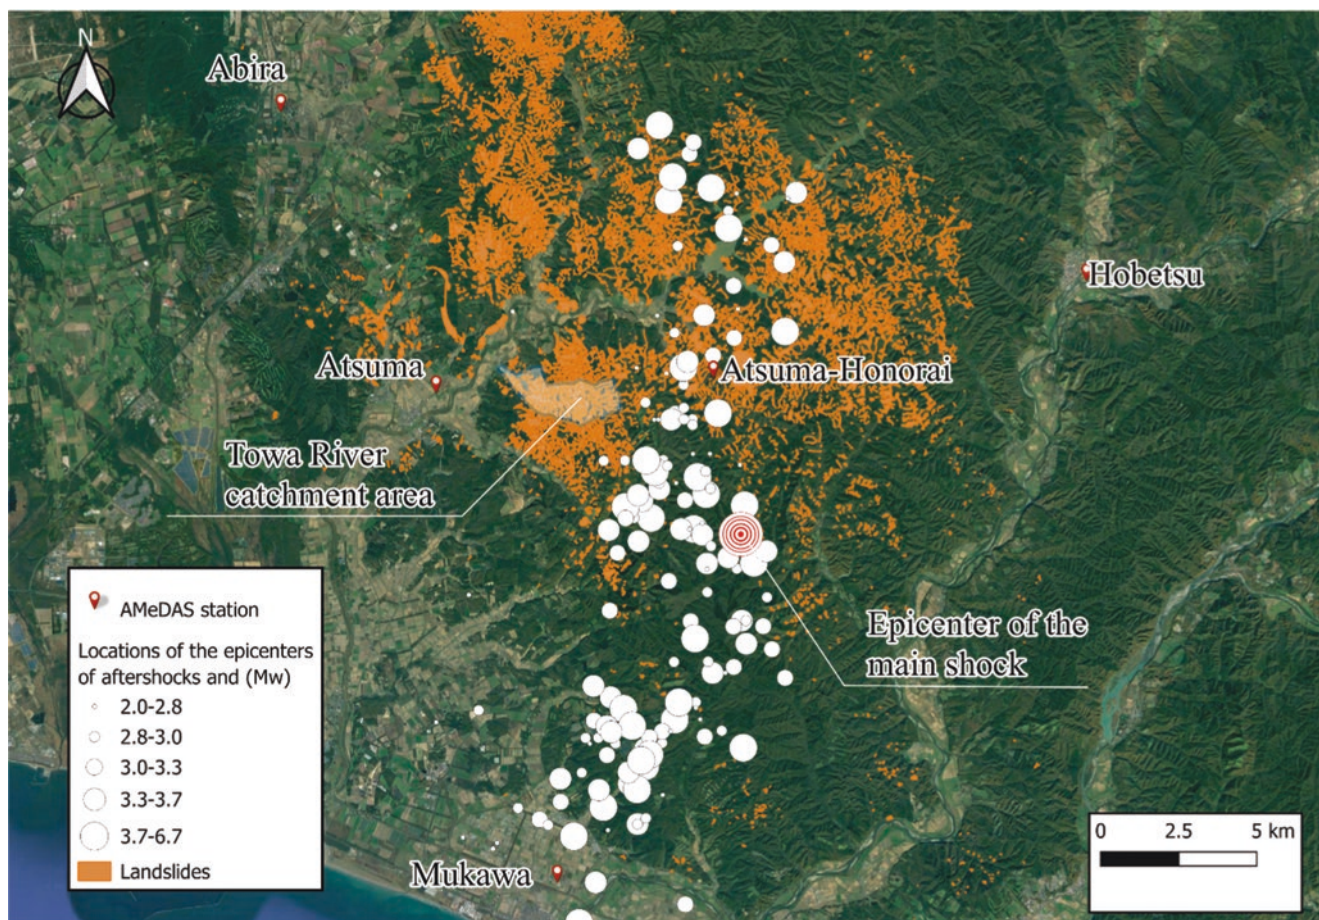 N
Abira
Hobetsu
Atsuma
Atsuma-Honorai
Towa River
catchment area
Epicenter of the
main shock
Mukawa
AMeDAS station
Locations of the epicenters
of aftershocks and (Mw)
2.0-2.8
2.8-3.0
3.0-3.3
3.3-3.7
3.7-6.7
Landslides
0 2.5 5 km